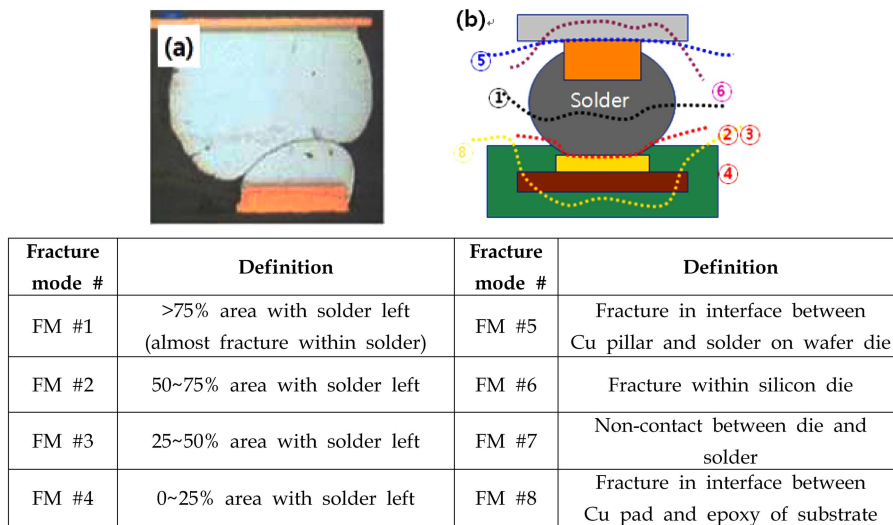 (a)
(b)
⑤
① Solder
⑥
② ③
⑧
④
Fracture mode # | Definition | Fracture mode # | Definition
FM #1 | >75% area with solder left (almost fracture within solder) | FM #5 | Fracture in interface between Cu pillar and solder on wafer die
FM #2 | 50~75% area with solder left | FM #6 | Fracture within silicon die
FM #3 | 25~50% area with solder left | FM #7 | Non-contact between die and solder
FM #4 | 0~25% area with solder left | FM #8 | Fracture in interface between Cu pad and epoxy of substrate